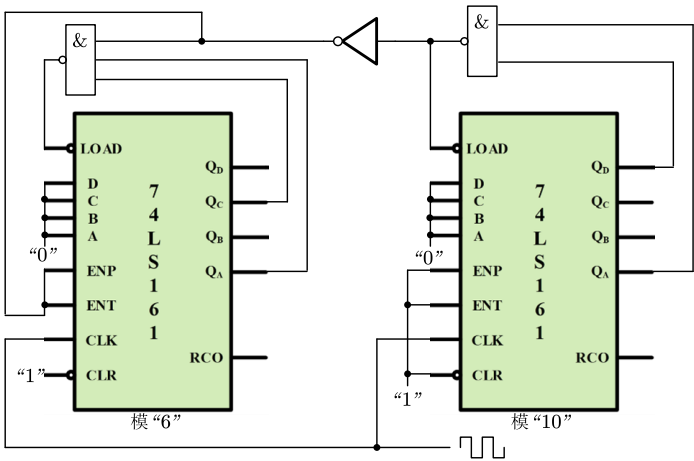 &
&
LOAD
D
C
B
A
"0"
ENP
ENT
CLK
"1"
CLR
74LS161
QD
QC
QB
QA
RCO
模"6"
LOAD
D
C
B
A
"0"
ENP
ENT
CLK
CLR
"1"
74LS161
QD
QC
QB
QA
RCO
模"10"